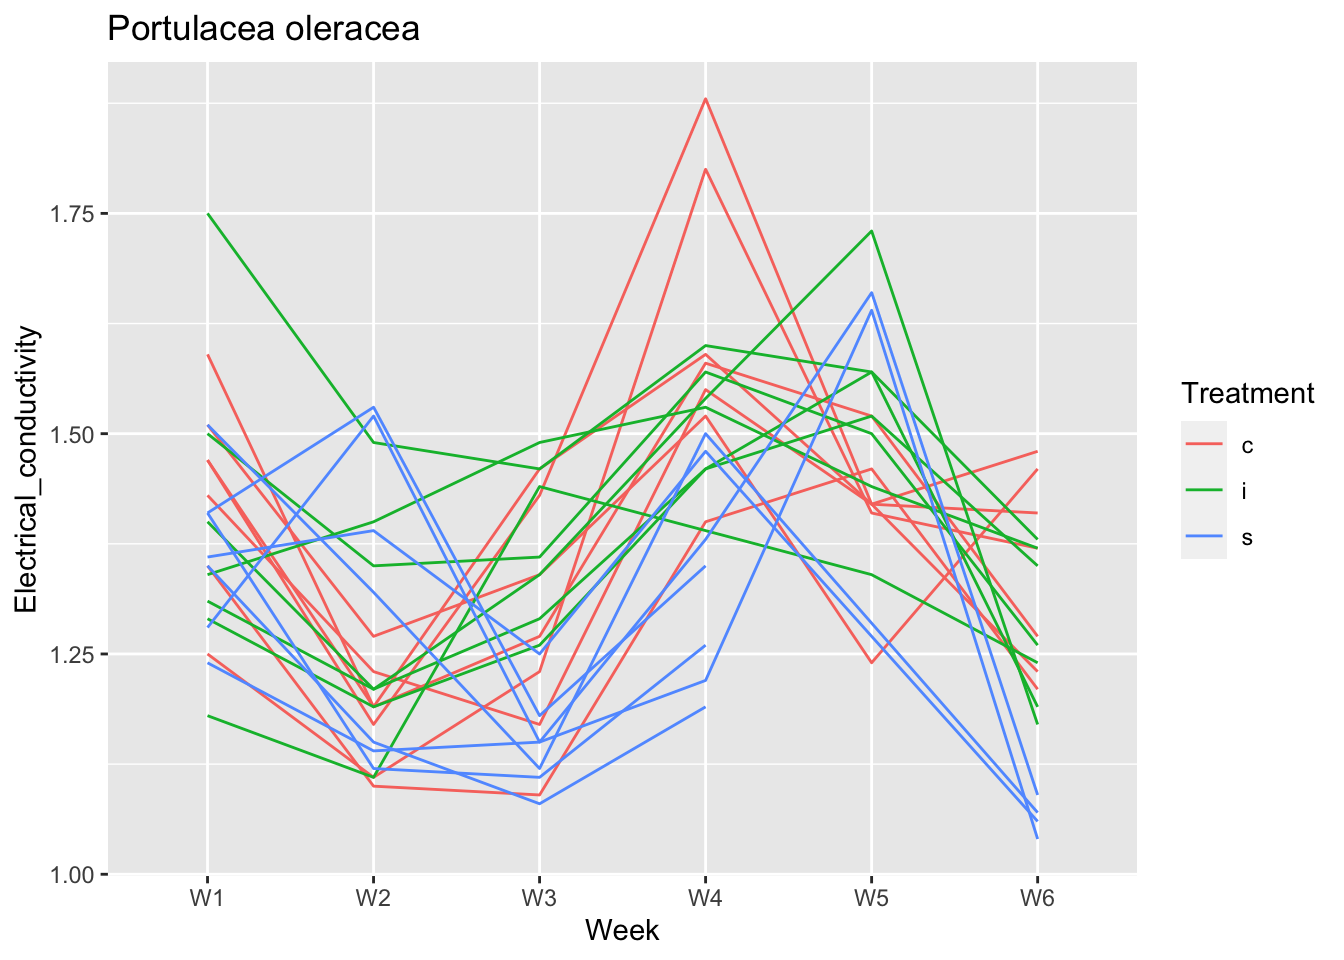 Portulacea oleracea
Electrical_conductivity
1.75
1.50
1.25
1.00
W1 W2 W3 W4 W5 W6
Week
Treatment
c
i
s